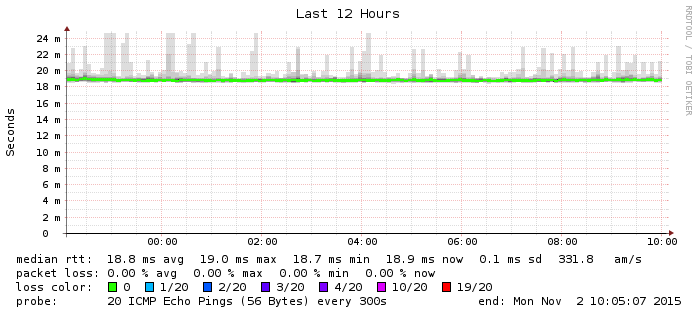 Last 12 Hours
RRDTOOL / TOBI OETIKER
Seconds
24 m
22 m
20 m
18 m
16 m
14 m
12 m
10 m
8 m
6 m
4 m
2 m
0
00:00 02:00 04:00 06:00 08:00 10:00
median rtt: 18.8 ms avg 19.0 ms max 18.7 ms min 18.9 ms now 0.1 ms sd 331.8 am/s
packet loss: 0.00 % avg 0.00 % max 0.00 % min 0.00 % now
loss color: 0 1/20 2/20 3/20 4/20 10/20 19/20
probe: 20 ICMP Echo Pings (56 Bytes) every 300s end: Mon Nov 2 10:05:07 2015